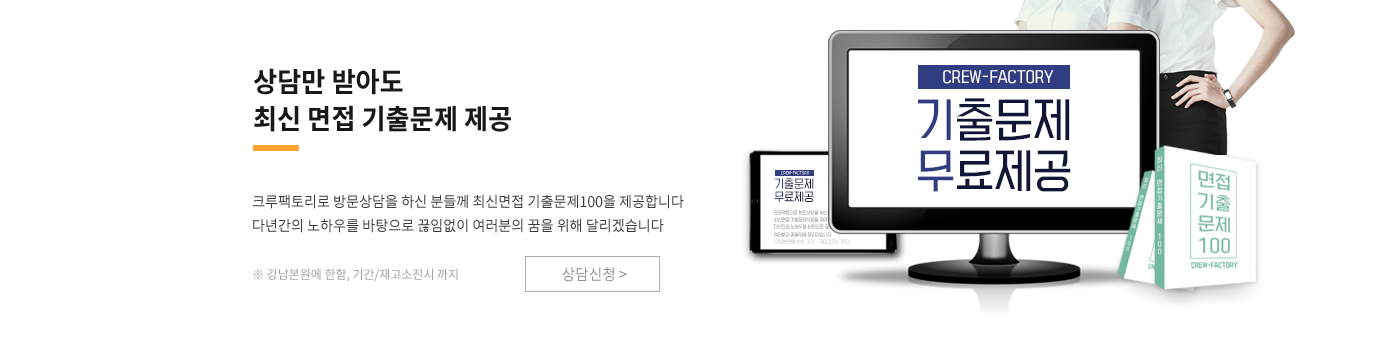 상담만 받아도
최신 면접 기출문제 제공
크루팩토리로 방문상담을 하신 분들께 최신면접 기출문제100을 제공합니다
다년간의 노하우를 바탕으로 끊임없이 여러분의 꿈을 위해 달리겠습니다
※ 강남본원에 한함, 기간/재고소진시 까지
상담신청 >
CREW-FACTORY
기출문제
무료제공
CREW-FACTORY
기출문제
무료제공
최신 면접기출문제 100
면접
기출
문제
100
CREW-FACTORY